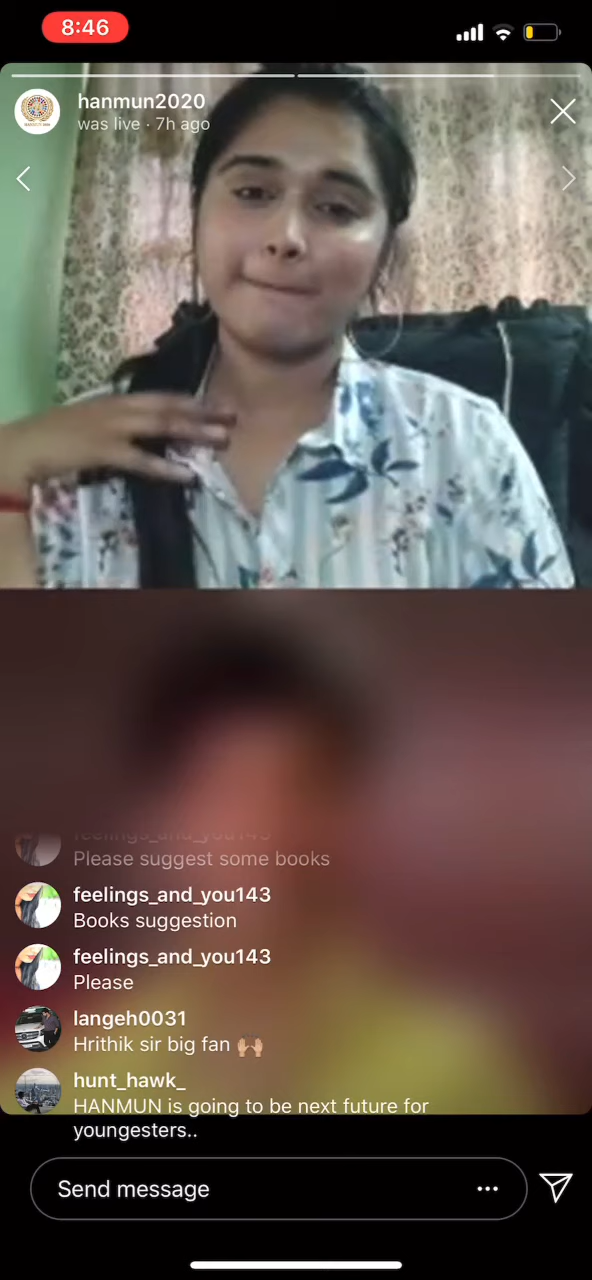 8:46
hanmun2020
was live · 7h ago
feelings_and_you143
Please suggest some books
feelings_and_you143
Books suggestion
feelings_and_you143
Please
langeh0031
Hrithik sir big fan 🙌🏼
hunt_hawk_
HANMUN is going to be next future for
youngesters..
Send message